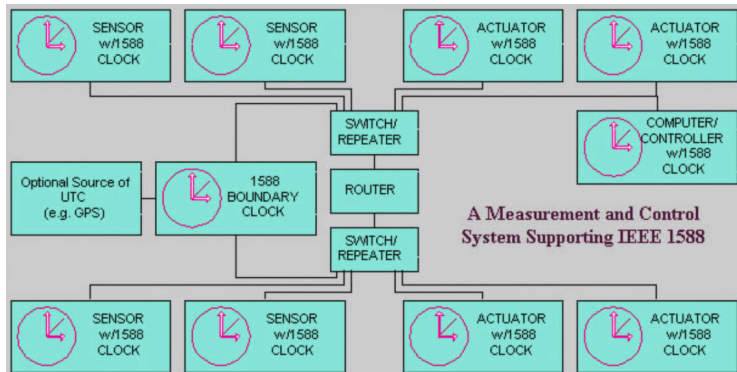 SENSOR
w/1588
CLOCK
SENSOR
w/1588
CLOCK
ACTUATOR
w/1588
CLOCK
ACTUATOR
w/1588
CLOCK
SWITCH/
REPEATER
COMPUTER/
CONTROLLER
w/1588
CLOCK
Optional Source of
UTC
(e.g. GPS)
1588
BOUNDARY
CLOCK
ROUTER
A Measurement and Control
System Supporting IEEE 1588
SWITCH/
REPEATER
SENSOR
w/1588
CLOCK
SENSOR
w/1588
CLOCK
ACTUATOR
w/1588
CLOCK
ACTUATOR
w/1588
CLOCK